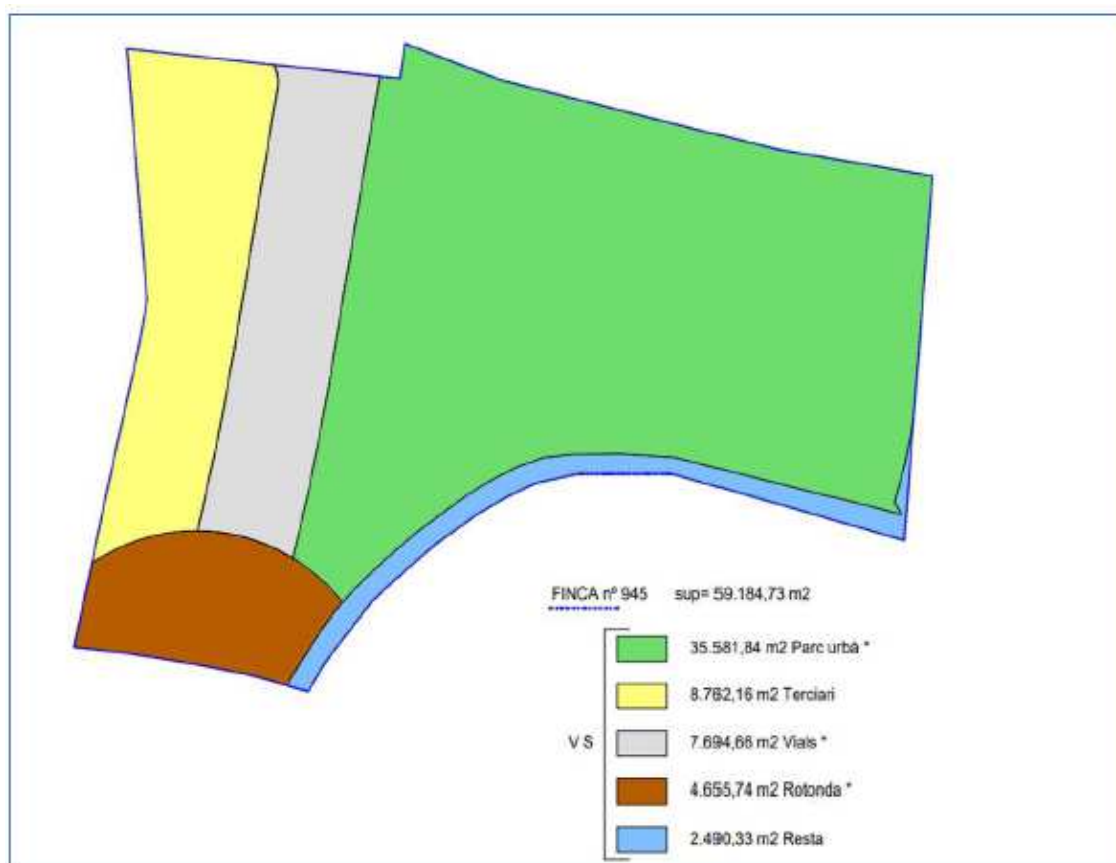 FINCA nº 945 sup= 59.184,73 m2
35.581,84 m2 Parc urbà *
8.762,16 m2 Terciari
V S
7.694,66 m2 Vials *
4.655,74 m2 Rotonda *
2.490,33 m2 Resta